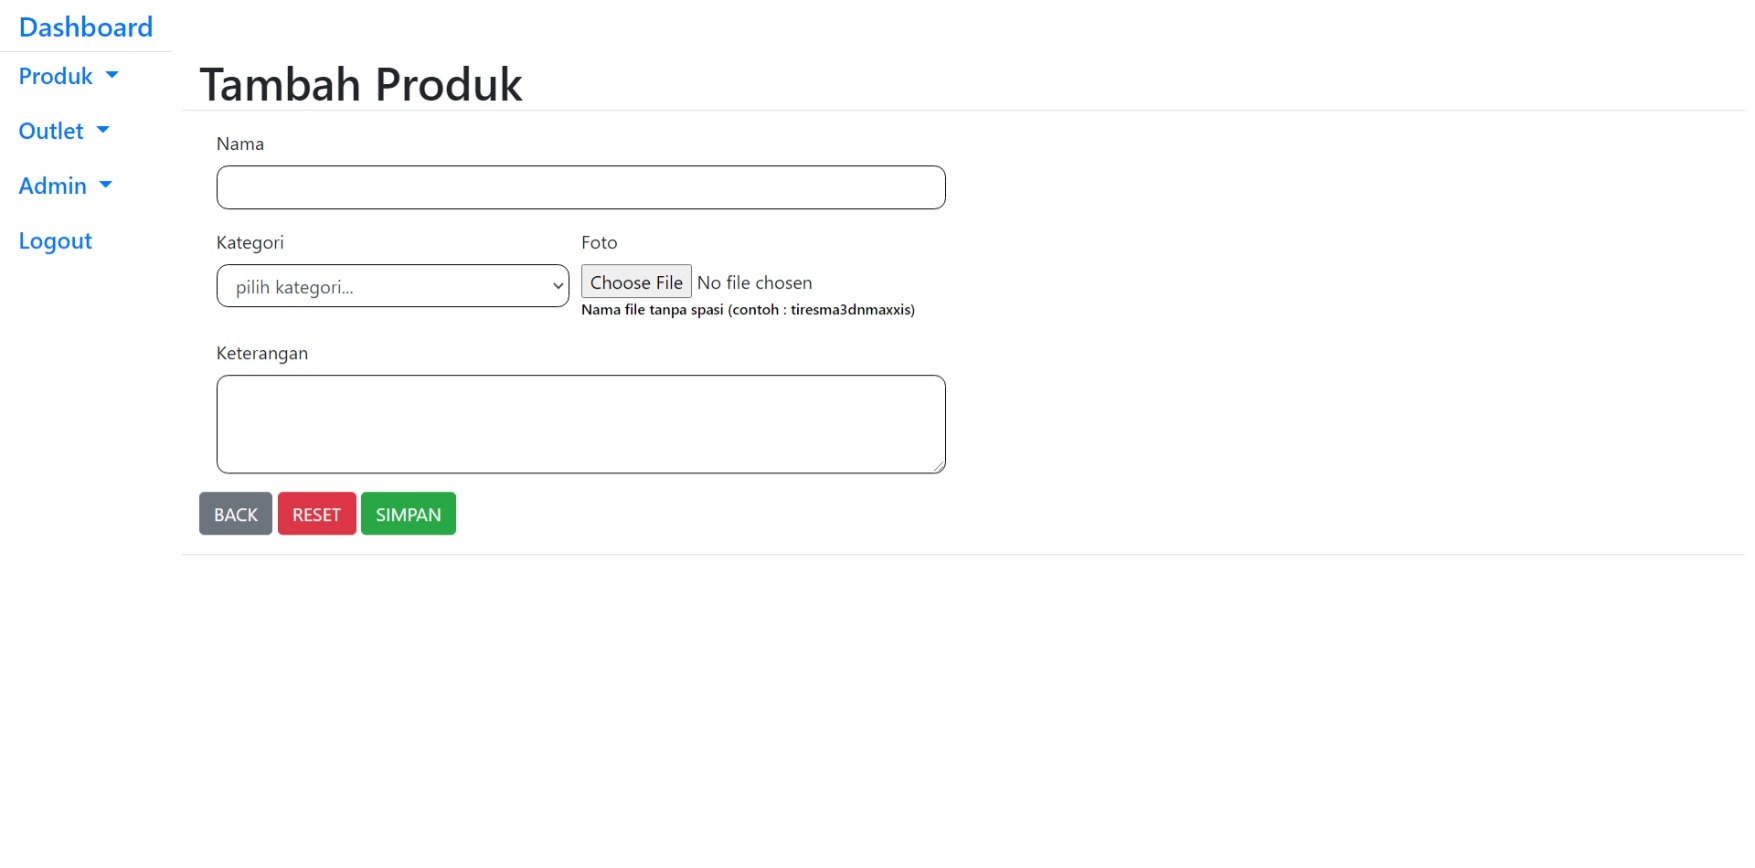 Dashboard
Produk
Outlet
Admin
Logout
Tambah Produk
Nama
Kategori
pilih kategori...
Foto
Choose File No file chosen
Nama file tanpa spasi (contoh : tiresma3dnmaxxis)
Keterangan
BACK RESET SIMPAN